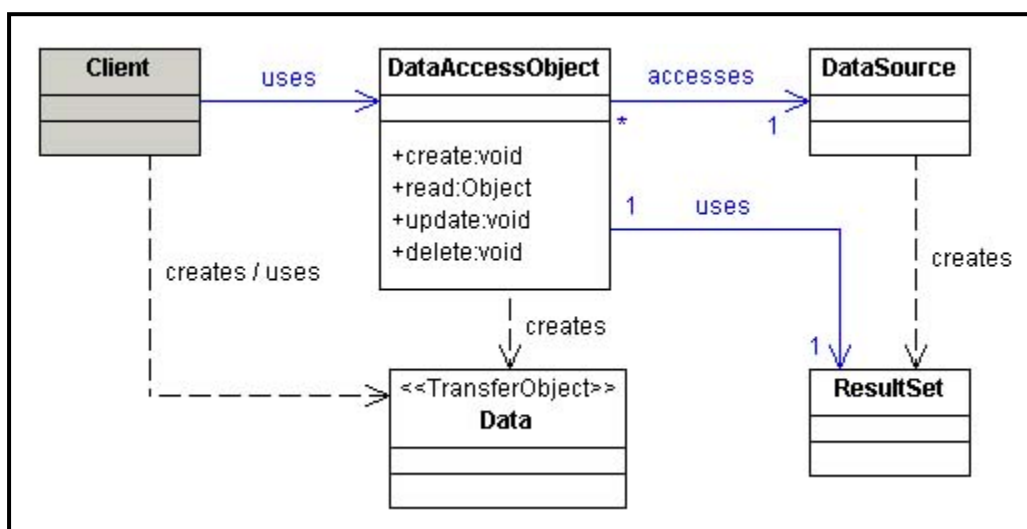 Client
uses
DataAccessObject
accesses
DataSource
*
1
+create:void
+read:Object
+update:void
+delete:void
1
uses
creates / uses
creates
creates
1
<<TransferObject>>
Data
ResultSet